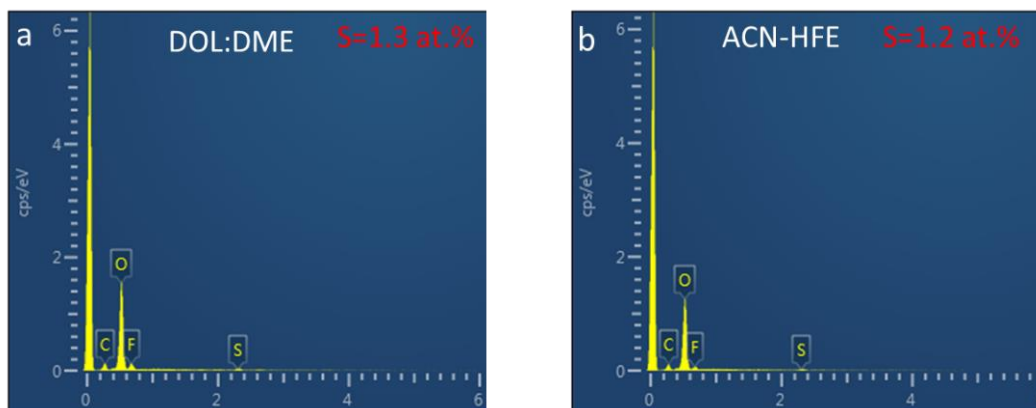 a DOL:DME S=1.3 at.%
6
4
cps/eV
2
O
C F S
0
0 2 4 6
b ACN-HFE S=1.2 at.%
6
4
cps/eV
2
O
C F S
0
0 2 4